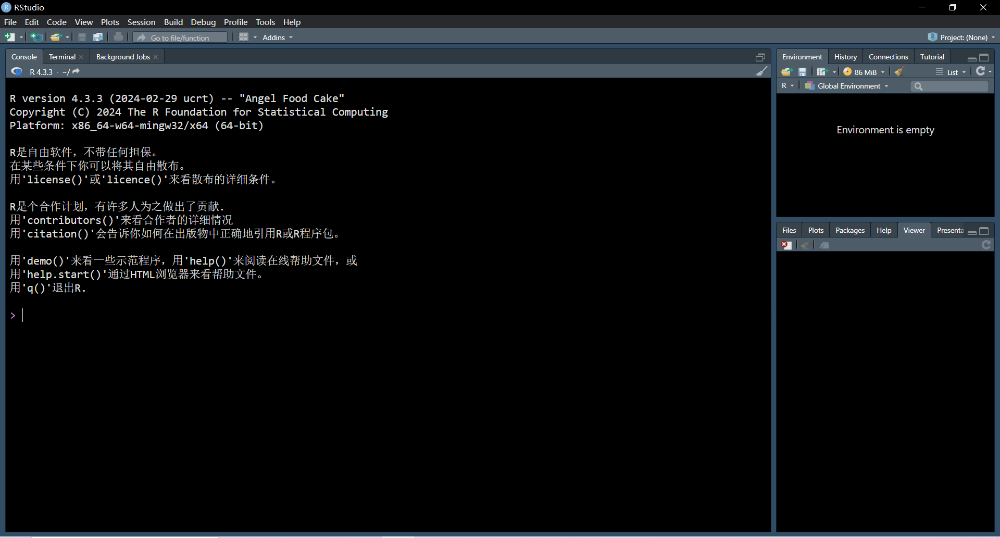 RStudio
File Edit Code View Plots Session Build Debug Profile Tools Help
Go to file/function Addins Project: (None)
Console Terminal Background Jobs
R 4.3.3 · ~/
R version 4.3.3 (2024-02-29 ucrt) -- "Angel Food Cake"
Copyright (C) 2024 The R Foundation for Statistical Computing
Platform: x86_64-w64-mingw32/x64 (64-bit)
R是自由软件，不带任何担保。
在某些条件下你可以将其自由散布。
用'license()'或'licence()'来看散布的详细条件。
R是个合作计划，有许多人为之做出了贡献.
用'contributors()'来看合作者的详细情况
用'citation()'会告诉你如何在出版物中正确地引用R或R程序包。
用'demo()'来看一些示范程序，用'help()'来阅读在线帮助文件，或
用'help.start()'通过HTML浏览器来看帮助文件。
用'q()'退出R.
>
Environment History Connections Tutorial
86 MiB List
R Global Environment
Environment is empty
Files Plots Packages Help Viewer Presenta